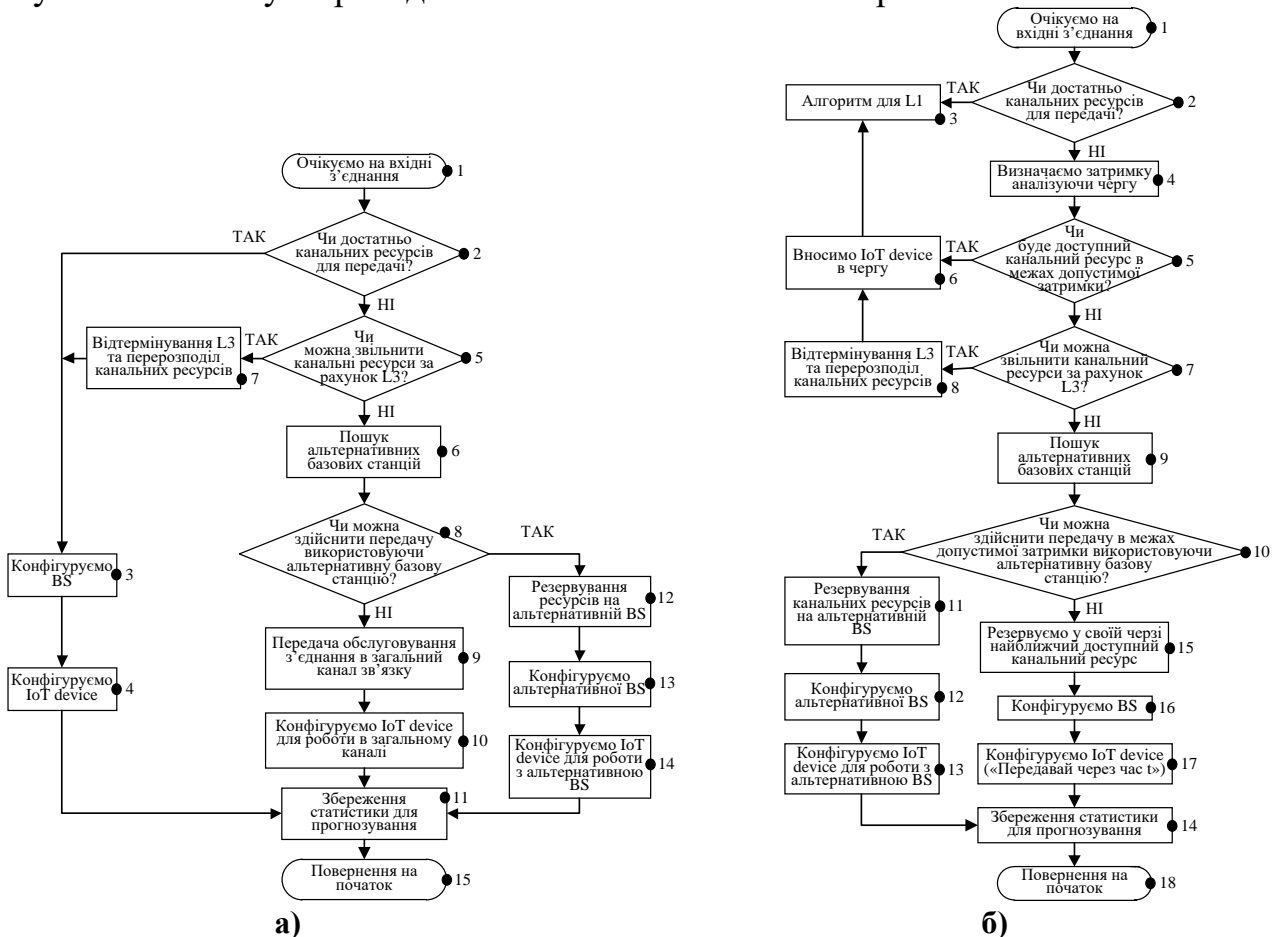 Очікуємо на вхідні
з’єднання
1
Чи достатньо
канальних ресурсів
для передачі?
2
ТАК
НІ
Чи
можна звільнити
канальні ресурси за
рахунок L3?
5
ТАК
Відтермінування L3
та перерозподіл
канальних ресурсів
7
НІ
Пошук
альтернативних
базових станцій
6
Чи можна
здійснити передачу
використовуючи
альтернативну базову
станцію?
8
ТАК
НІ
Конфігуруємо
BS
3
Конфігуруємо
IoT device
4
Передача обслуговування
з’єднання в загальний
канал зв’язку
9
Конфігуруємо IoT device
для роботи в загальному
каналі
10
Резервування
ресурсів на
альтернативній BS
12
Конфігуруємо
альтернативної BS
13
Конфігуруємо IoT
device для роботи
з альтернативною
BS
14
Збереження
статистики для
прогнозування
11
Повернення на
початок
15
а)
Очікуємо на
вхідні з’єднання
1
Чи достатньо
канальних ресурсів
для передачі?
2
ТАК
Алгоритм для L1
3
НІ
Визначаємо затримку
аналізуючи чергу
4
Чи
буде доступний
канальний ресурс в
межах допустимої
затримки?
5
ТАК
Вносимо IoT device
в чергу
6
НІ
Чи можна
звільнити канальний
ресурси за рахунок
L3?
7
ТАК
Відтермінування L3
та перерозподіл
канальних ресурсів
8
НІ
Пошук
альтернативних
базових станцій
9
Чи можна
здійснити передачу в межах
допустимої затримки використовуючи
альтернативну базову
станцію?
10
ТАК
НІ
Резервування
канальних ресурсів
на альтернативній
BS
11
Конфігуруємо
альтернативної BS
12
Конфігуруємо IoT
device для роботи з
альтернативною BS
13
Резервуємо у своїй черзі
найближчий доступний
канальний ресурс
15
Конфігуруємо BS
16
Конфігуруємо IoT device
(«Передавай через час t»)
17
Збереження статистики
для прогнозування
14
Повернення на
початок
18
б)